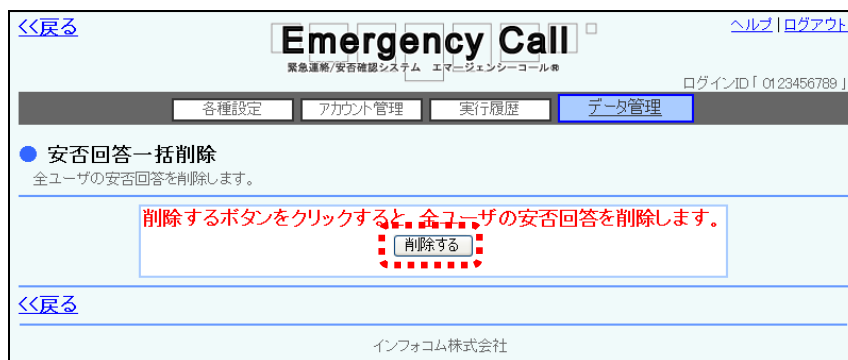 <<戻る
ヘルプ | ログアウト
Emergency Call
緊急連絡/安否確認システム エマージェンシーコール®
ログインID「 0123456789 」
各種設定 アカウント管理 実行履歴 データ管理
安否回答一括削除
全ユーザの安否回答を削除します。
削除するボタンをクリックすると、全ユーザの安否回答を削除します。
削除する
<<戻る
インフォコム株式会社